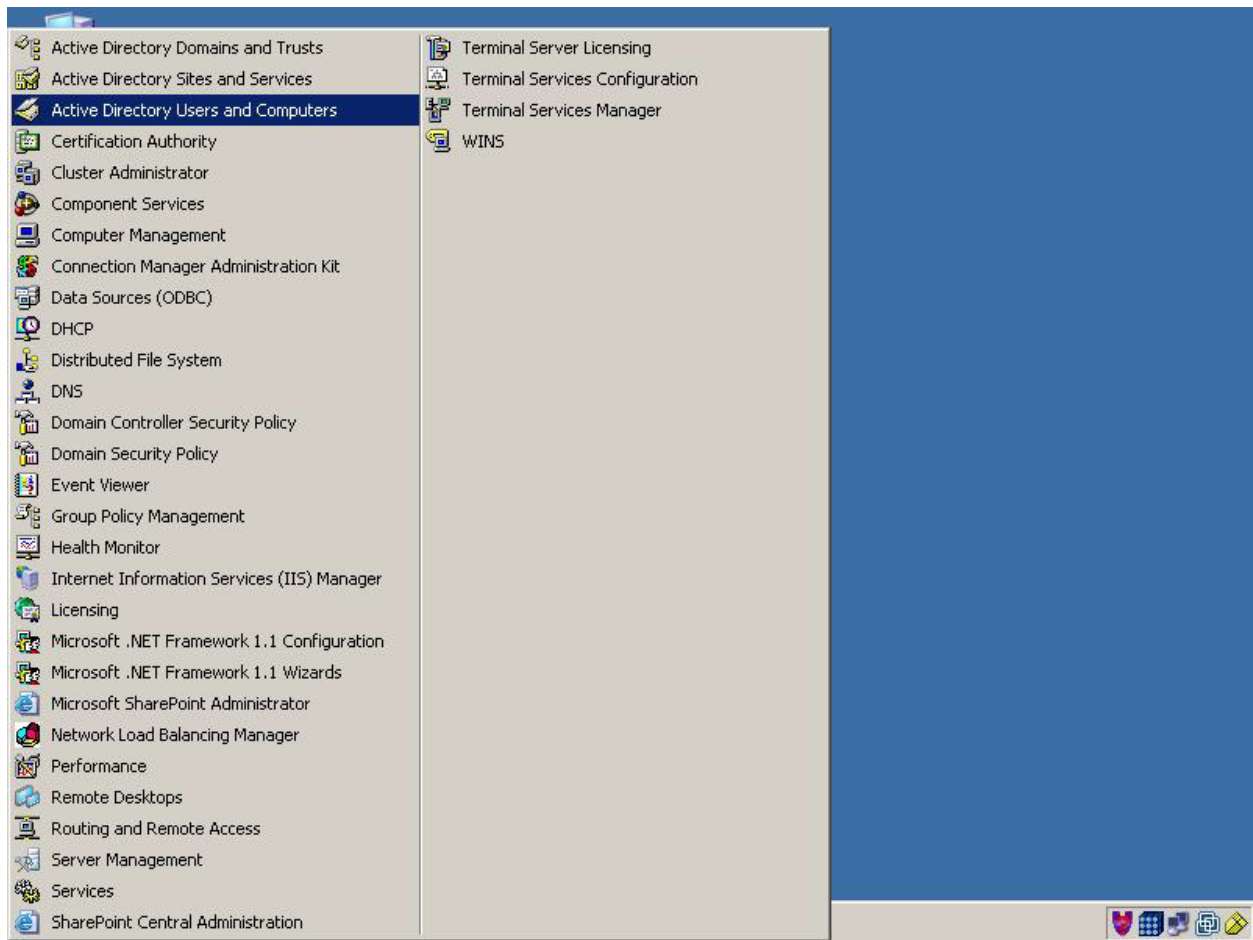 Active Directory Domains and Trusts
Active Directory Sites and Services
Active Directory Users and Computers
Certification Authority
Cluster Administrator
Component Services
Computer Management
Connection Manager Administration Kit
Data Sources (ODBC)
DHCP
Distributed File System
DNS
Domain Controller Security Policy
Domain Security Policy
Event Viewer
Group Policy Management
Health Monitor
Internet Information Services (IIS) Manager
Licensing
Microsoft .NET Framework 1.1 Configuration
Microsoft .NET Framework 1.1 Wizards
Microsoft SharePoint Administrator
Network Load Balancing Manager
Performance
Remote Desktops
Routing and Remote Access
Server Management
Services
SharePoint Central Administration
Terminal Server Licensing
Terminal Services Configuration
Terminal Services Manager
WINS